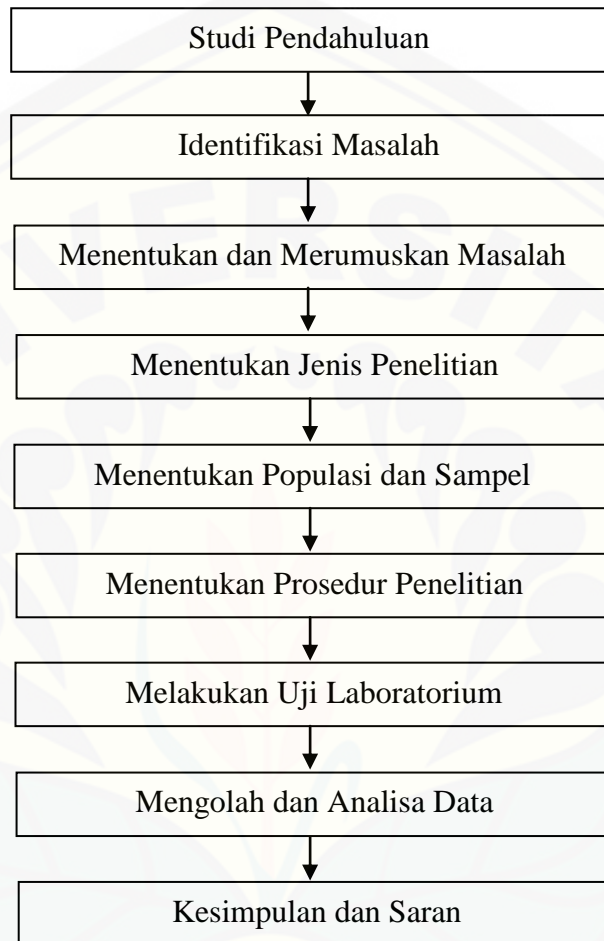 Studi Pendahuluan
Identifikasi Masalah
Menentukan dan Merumuskan Masalah
Menentukan Jenis Penelitian
Menentukan Populasi dan Sampel
Menentukan Prosedur Penelitian
Melakukan Uji Laboratorium
Mengolah dan Analisa Data
Kesimpulan dan Saran